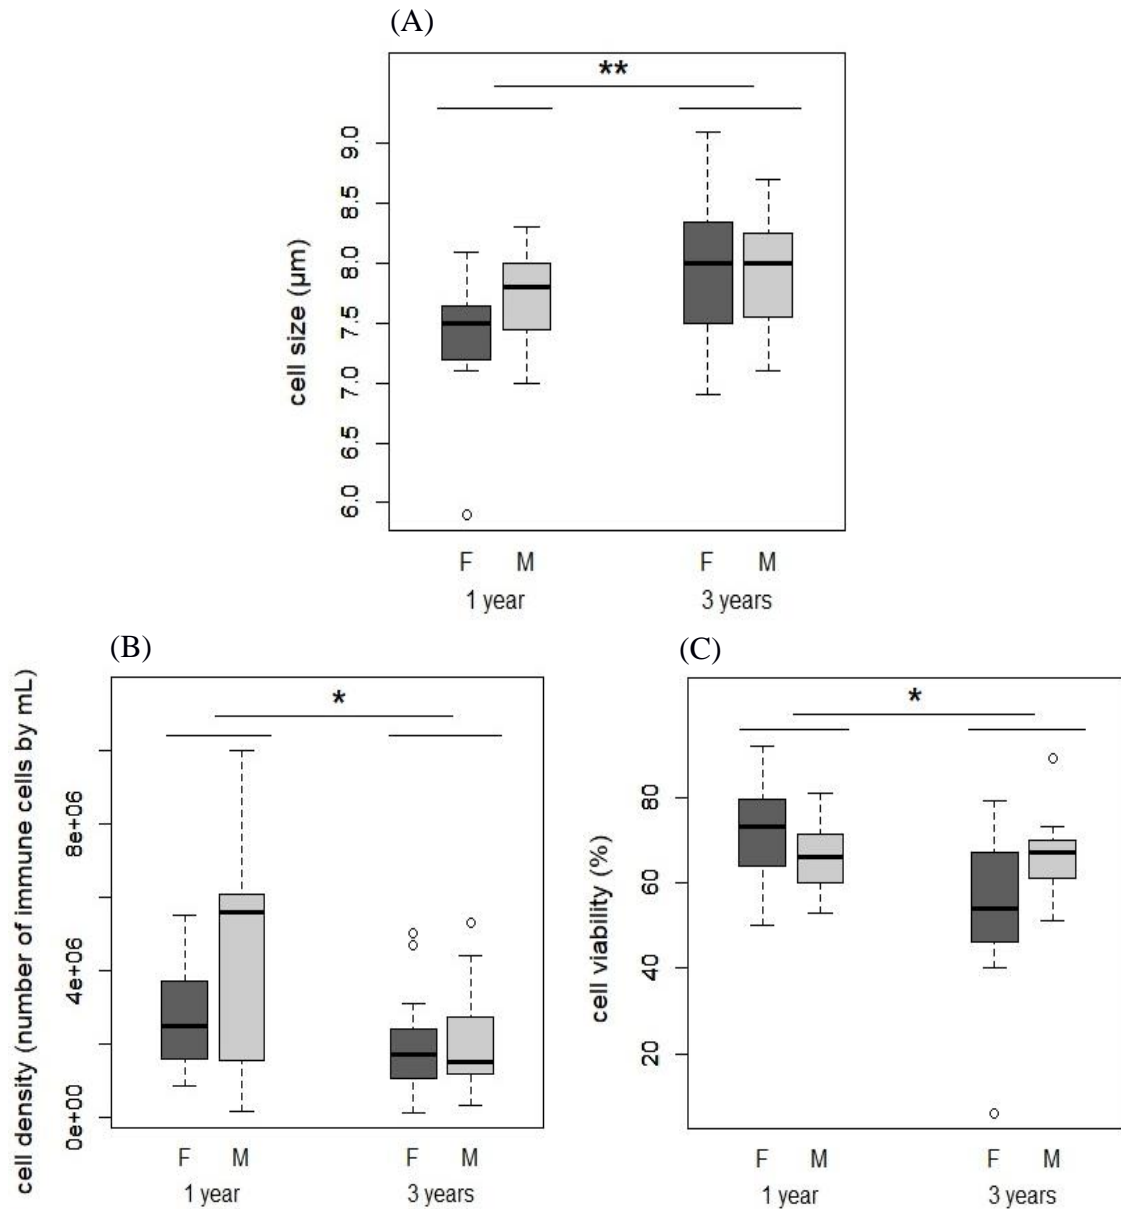 (A)
**
cell size (µm)
9.0
8.5
8.0
7.5
7.0
6.5
6.0
F M F M
1 year 3 years
(B)
*
cell density (number of immune cells by mL)
8e+06
4e+06
0e+00
F M F M
1 year 3 years
(C)
*
cell viability (%)
80
60
40
20
F M F M
1 year 3 years